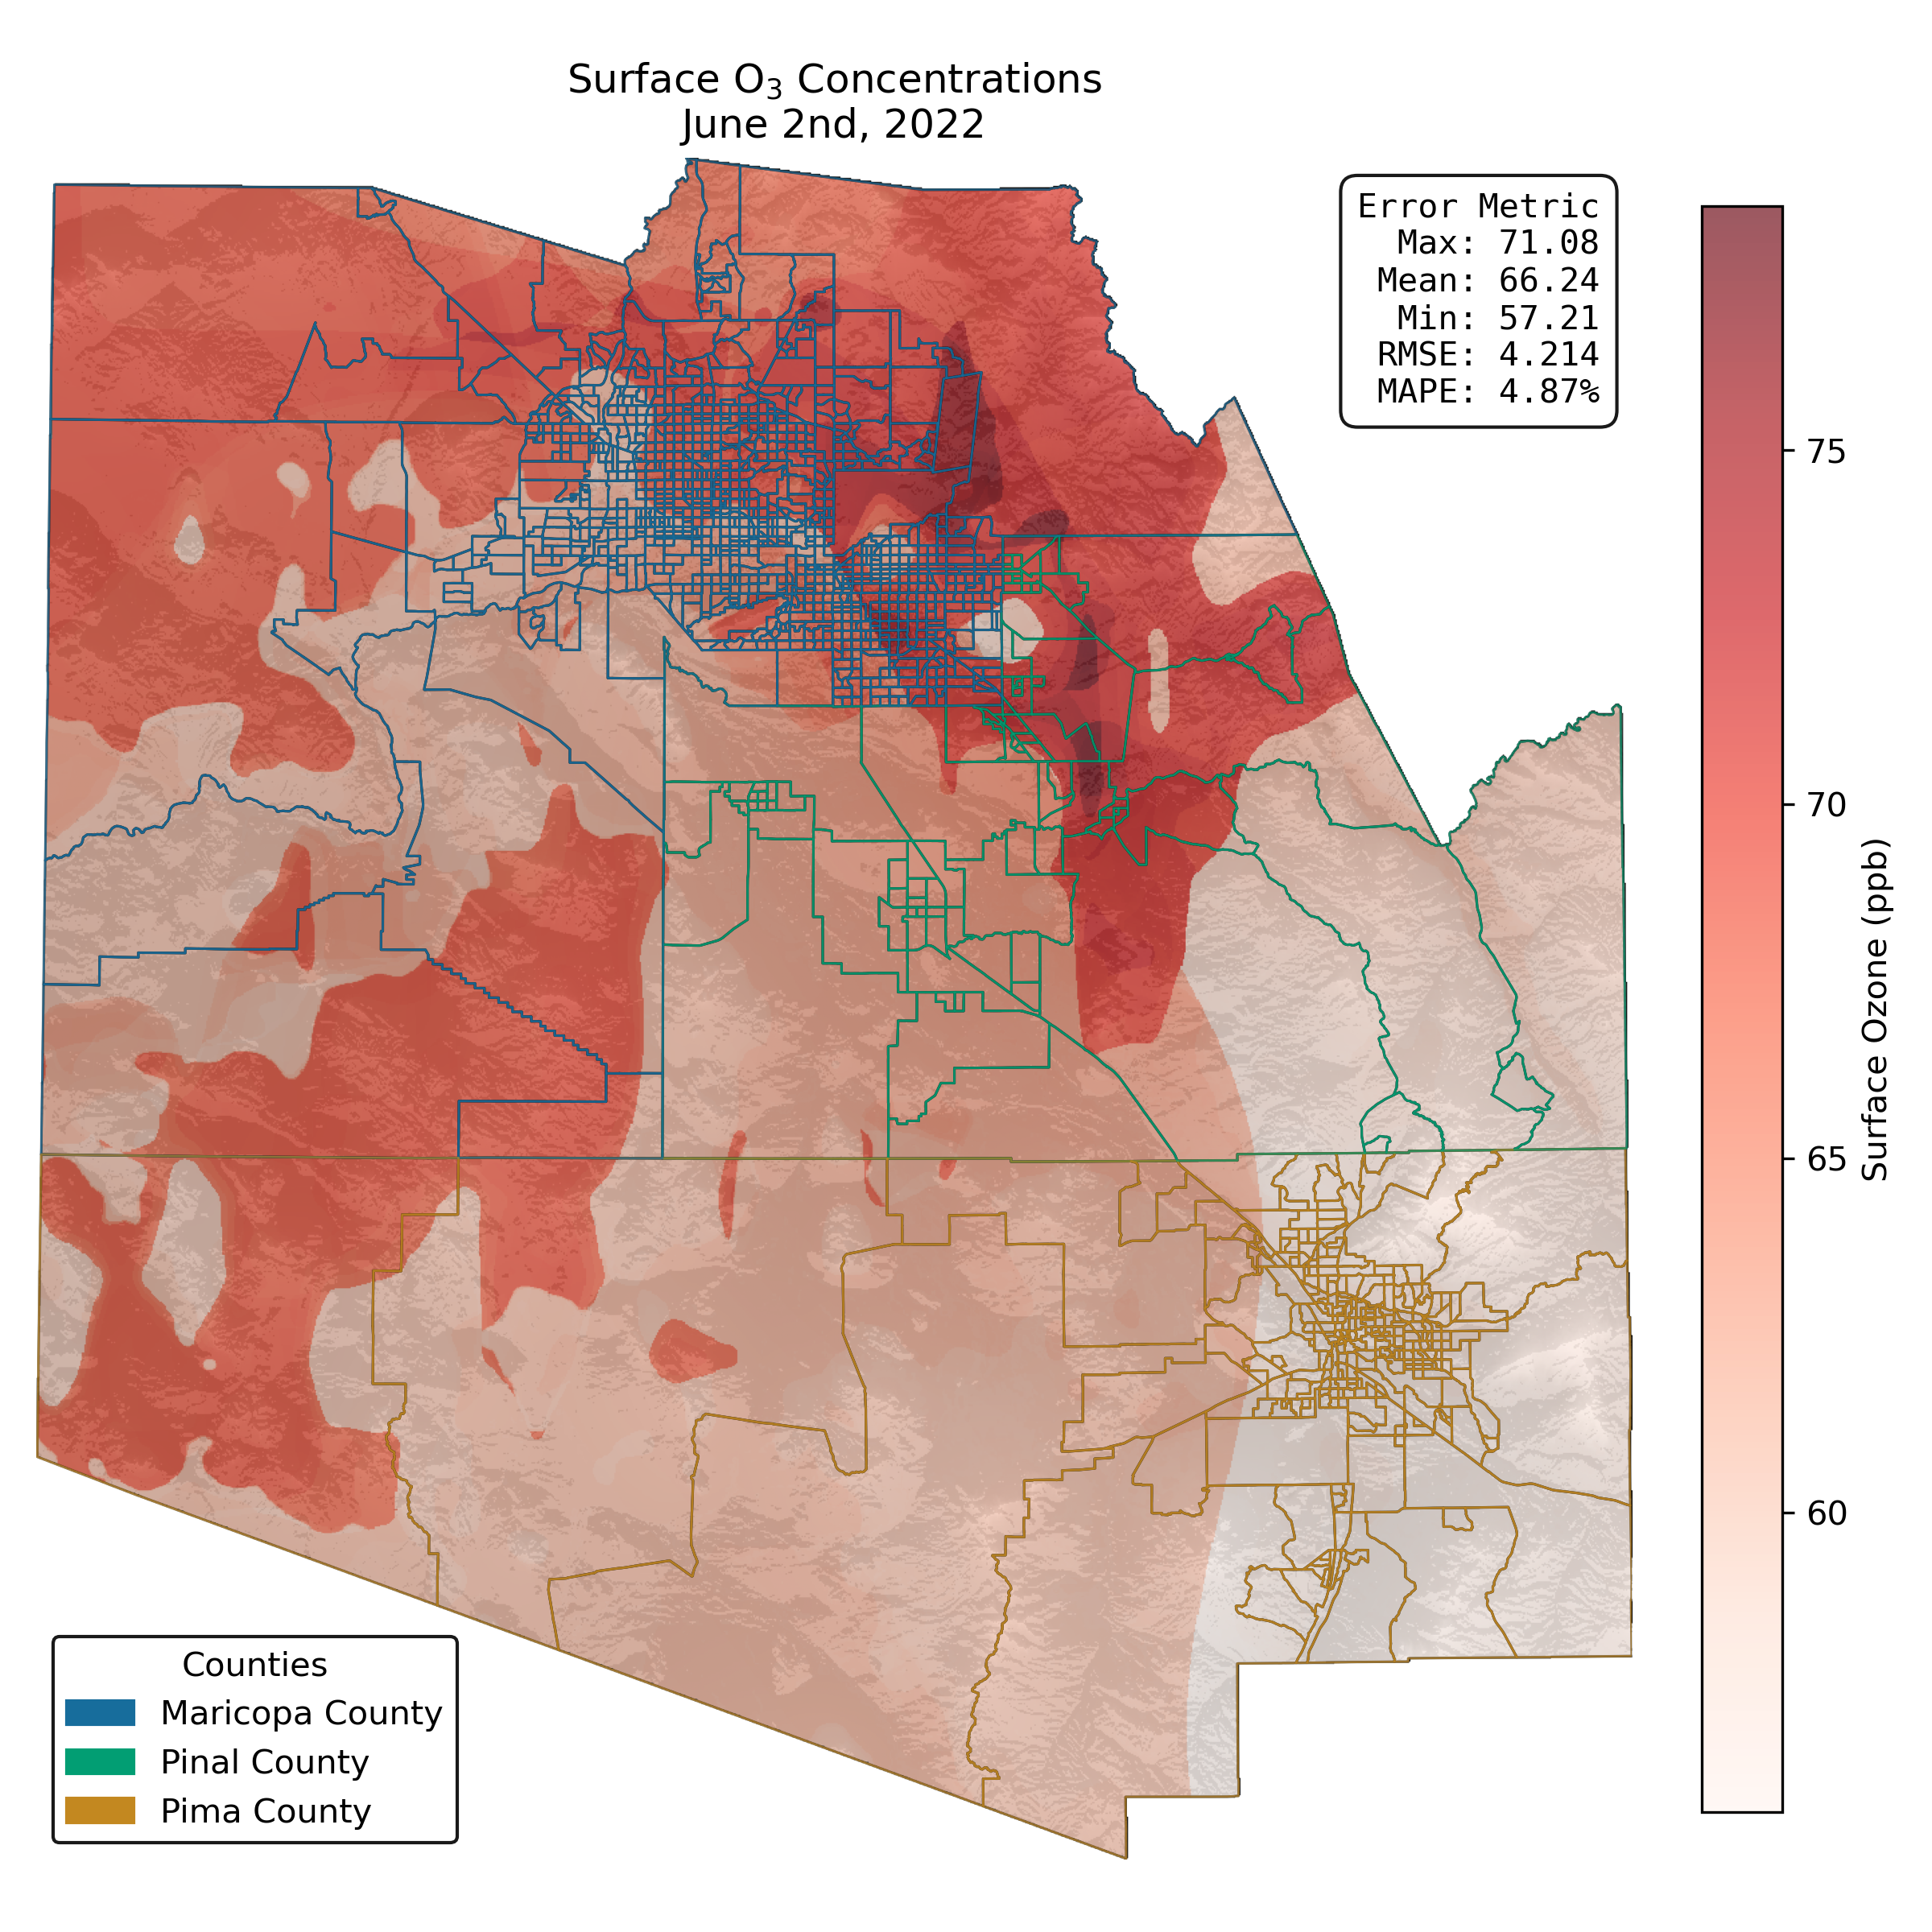 Surface O₃ Concentrations
June 2nd, 2022
Error Metric
Max: 71.08
Mean: 66.24
Min: 57.21
RMSE: 4.214
MAPE: 4.87%
75
70
65
60
Surface Ozone (ppb)
Counties
Maricopa County
Pinal County
Pima County